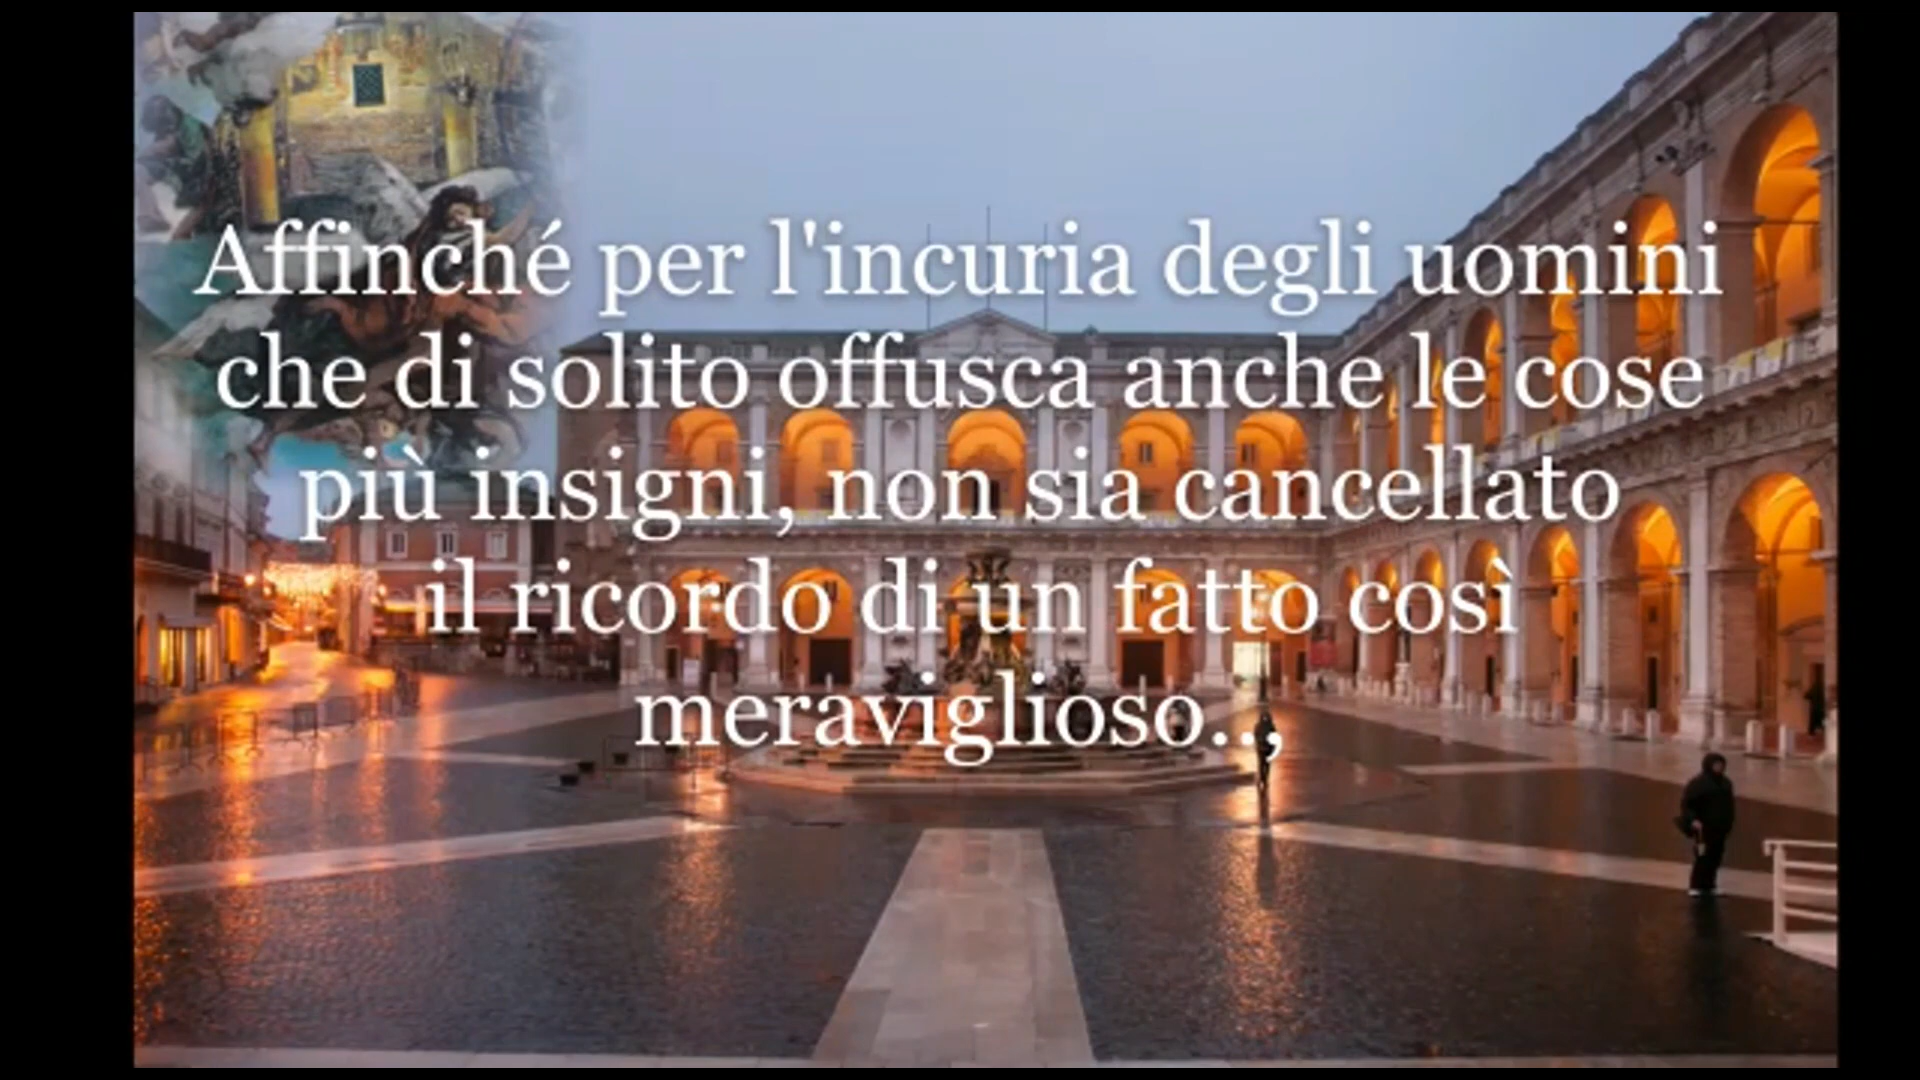 Affinché per l'incuria degli uomini
che di solito offusca anche le cose
più insigni, non sia cancellato
il ricordo di un fatto così
meraviglioso..,